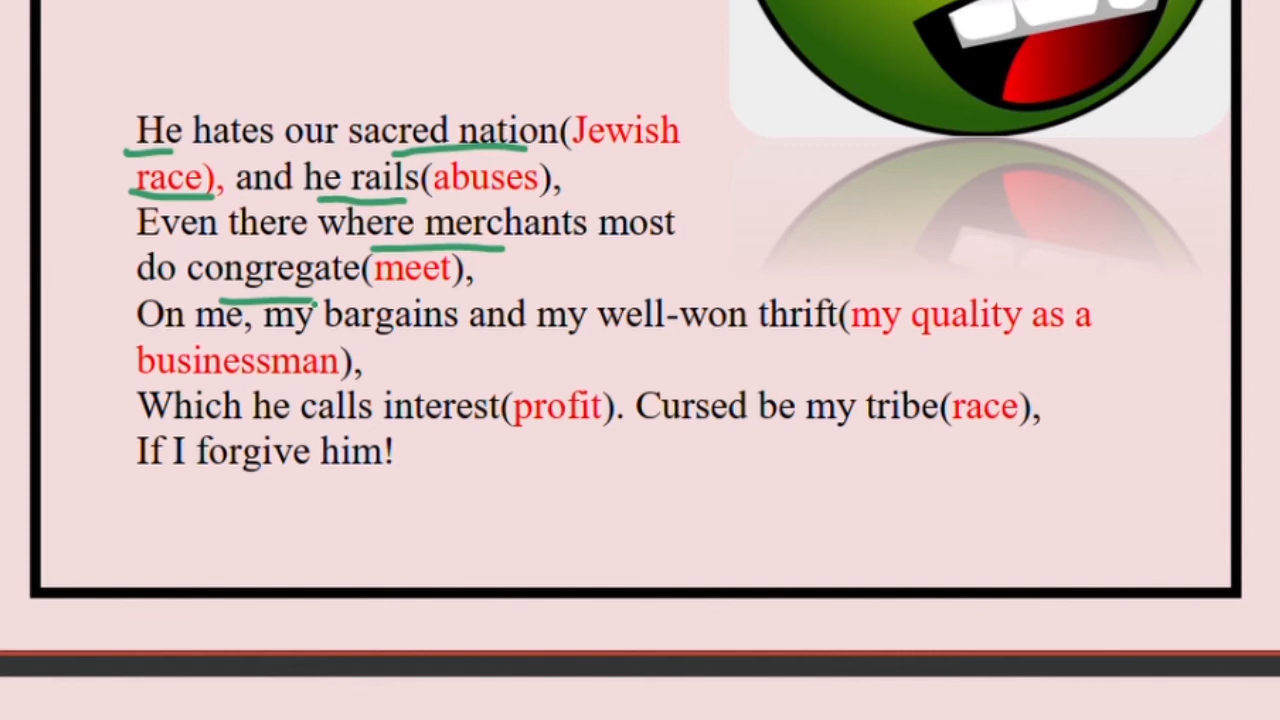 He hates our sacred nation(Jewish
race), and he rails(abuses),
Even there where merchants most
do congregate(meet),
On me, my bargains and my well-won thrift(my quality as a
businessman),
Which he calls interest(profit). Cursed be my tribe(race),
If I forgive him!